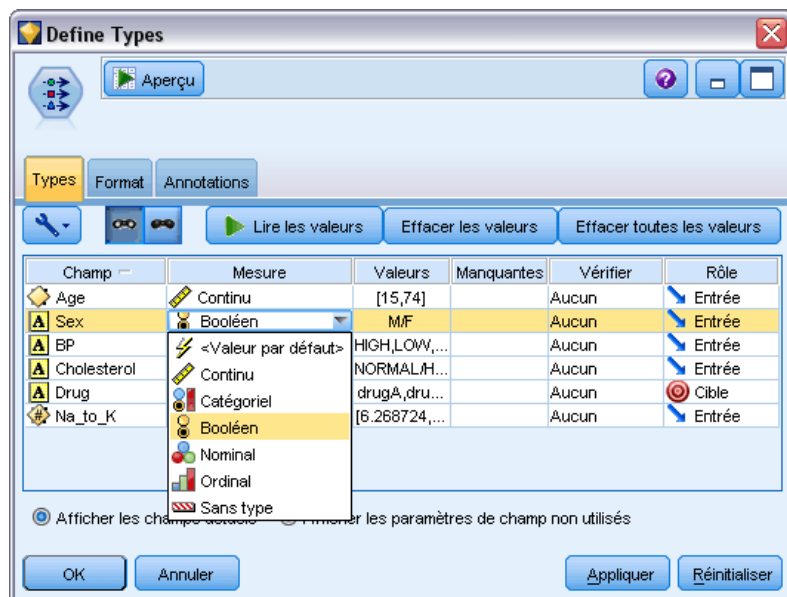 Define Types
Aperçu
Types Format Annotations
Lire les valeurs Effacer les valeurs Effacer toutes les valeurs
Champ Mesure Valeurs Manquantes Vérifier Rôle
Age Continu [15,74] Aucun Entrée
A Sex Booléen M/F Aucun Entrée
A BP HIGH,LOW,... Aucun Entrée
A Cholesterol NORMAL/H... Aucun Entrée
A Drug drugA,dru... Aucun Cible
# Na_to_K [6.268724,... Aucun Entrée
<Valeur par défaut>
Continu
Catégoriel
Booléen
Nominal
Ordinal
Sans type
Afficher les champs les paramètres de champ non utilisés
OK Annuler Appliquer Réinitialiser